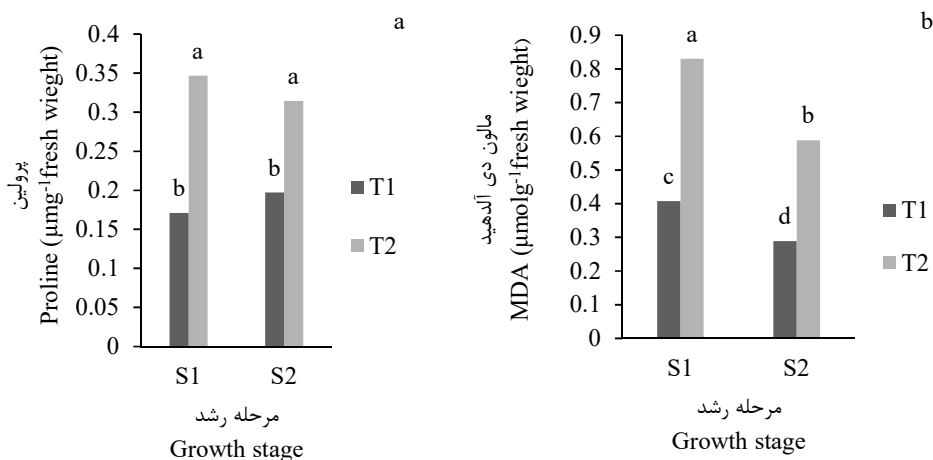 a
پرولین
Proline (µmg-1fresh wieght)
0.4
0.35
0.3
0.25
0.2
0.15
0.1
0.05
0
b
a
b
a
S1
S2
مرحله رشد
Growth stage
T1
T2
b
مالون دی آلدهید
MDA (µmolg-1fresh wieght)
0.9
0.8
0.7
0.6
0.5
0.4
0.3
0.2
0.1
0
c
a
d
b
S1
S2
مرحله رشد
Growth stage
T1
T2